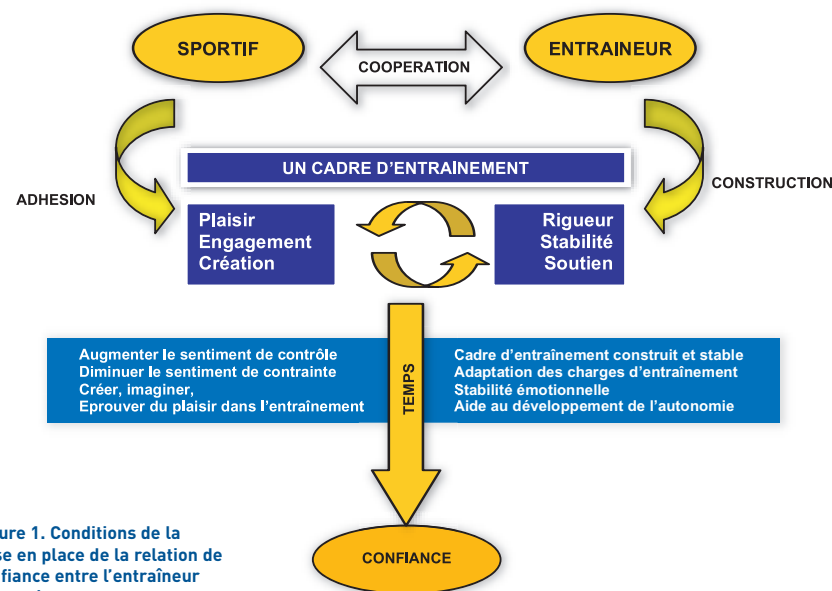 SPORTIF
COOPERATION
ENTRAINEUR
UN CADRE D'ENTRAÎNEMENT
ADHESION
CONSTRUCTION
Plaisir
Engagement
Création
Rigueur
Stabilité
Soutien
Augmenter le sentiment de contrôle
Diminuer le sentiment de contrainte
Créer, imaginer,
Eprouver du plaisir dans l'entraînement
TEMPS
Cadre d'entraînement construit et stable
Adaptation des charges d'entraînement
Stabilité émotionnelle
Aide au développement de l'autonomie
ure 1. Conditions de la
se en place de la relation de
fiance entre l'entraîneur
CONFIANCE